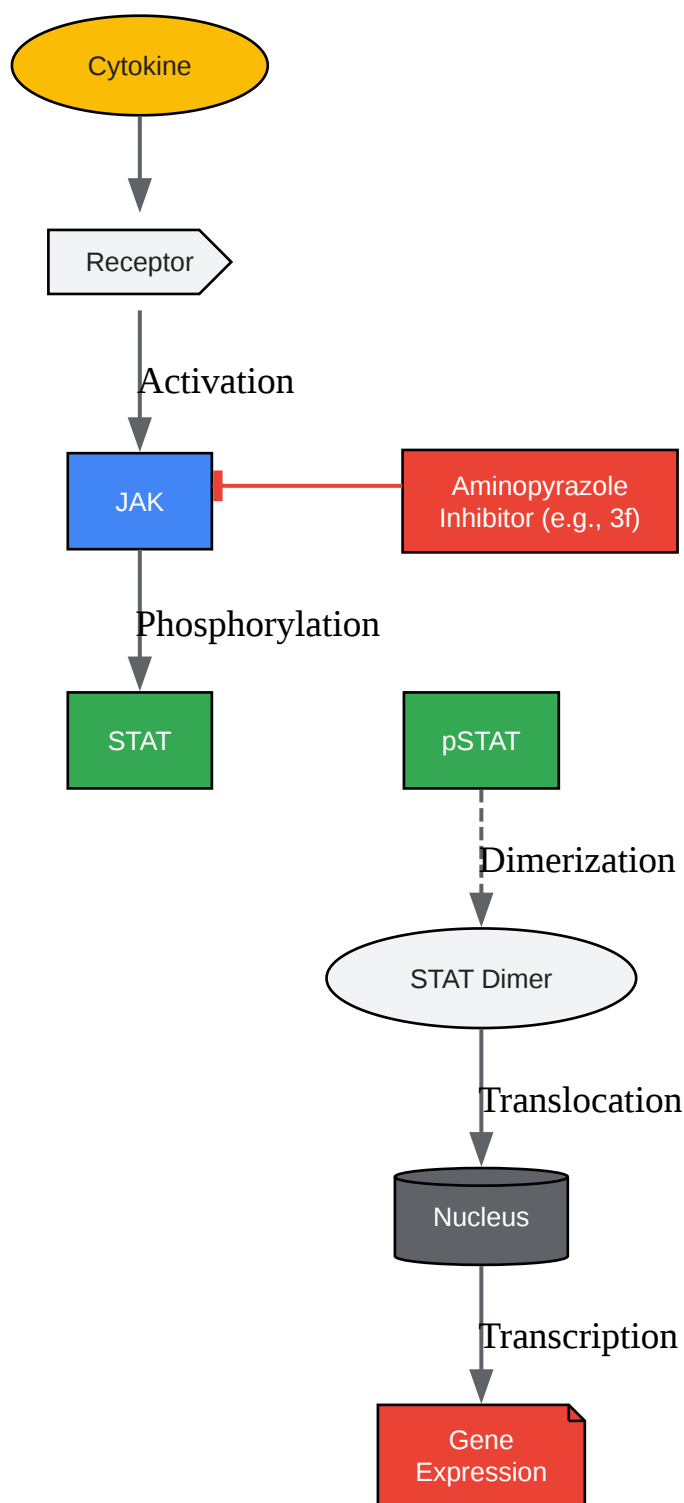 Cytokine
Receptor
Activation
JAK
Aminopyrazole
Inhibitor (e.g., 3f)
Phosphorylation
STAT
pSTAT
Dimerization
STAT Dimer
Translocation
Nucleus
Transcription
Gene
Expression